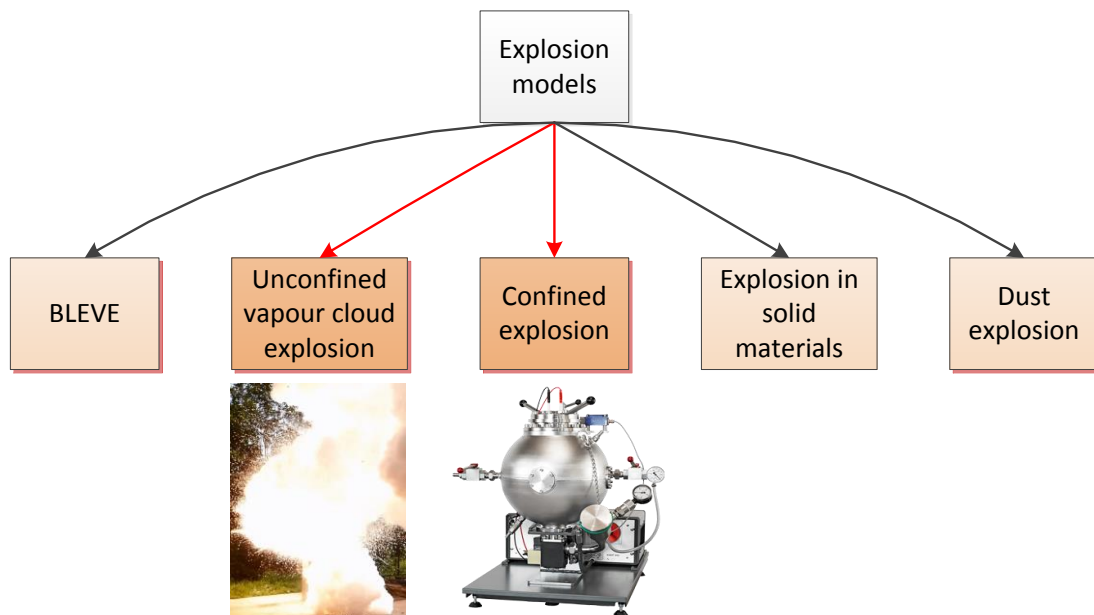 Explosion
models
BLEVE
Unconfined
vapour cloud
explosion
Confined
explosion
Explosion in
solid
materials
Dust
explosion